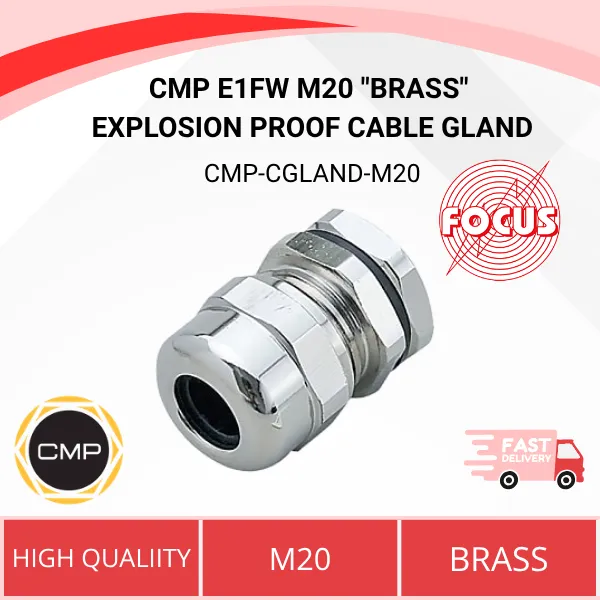 CMP E1FW M20 "BRASS"
EXPLOSION PROOF CABLE GLAND
CMP-CGLAND-M20
FOCUS
CMP
FAST
DELIVERY
HIGH QUALIITY
M20
BRASS